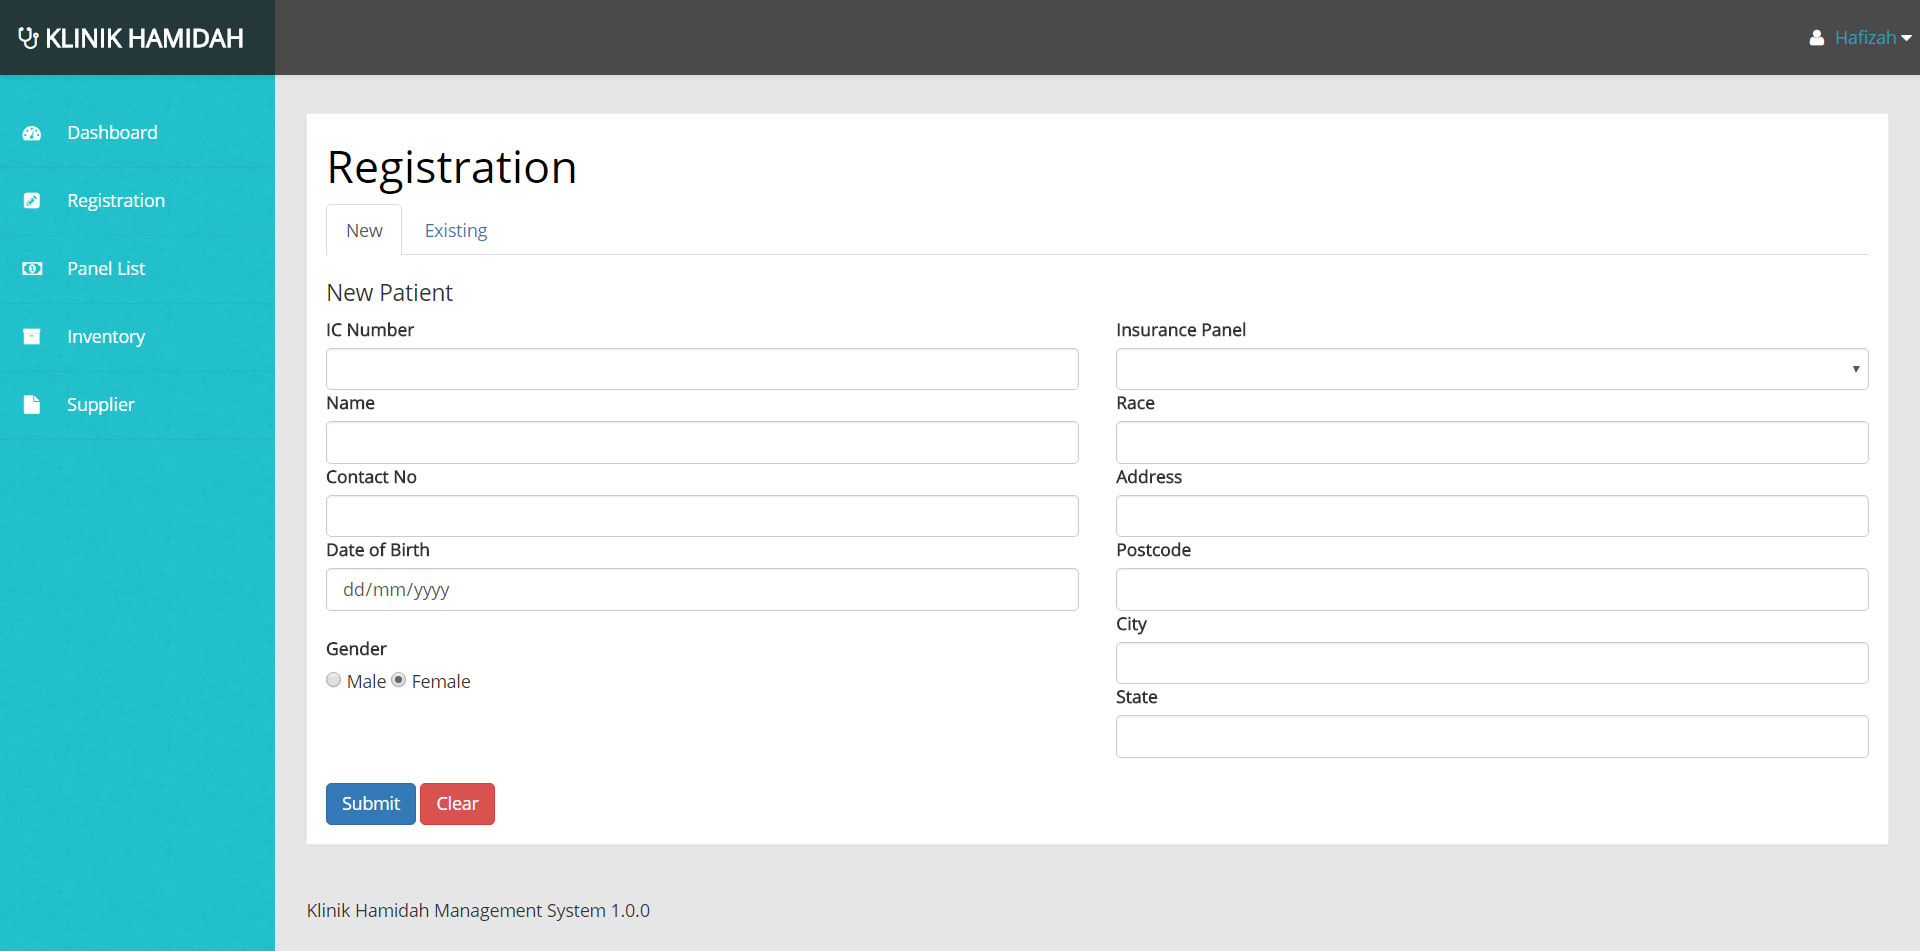 KLINIK HAMIDAH
Hafizah
Dashboard
Registration
Panel List
Inventory
Supplier
Registration
New Existing
New Patient
IC Number
Name
Contact No
Date of Birth
dd/mm/yyyy
Gender
Male Female
Insurance Panel
Race
Address
Postcode
City
State
Submit Clear
Klinik Hamidah Management System 1.0.0